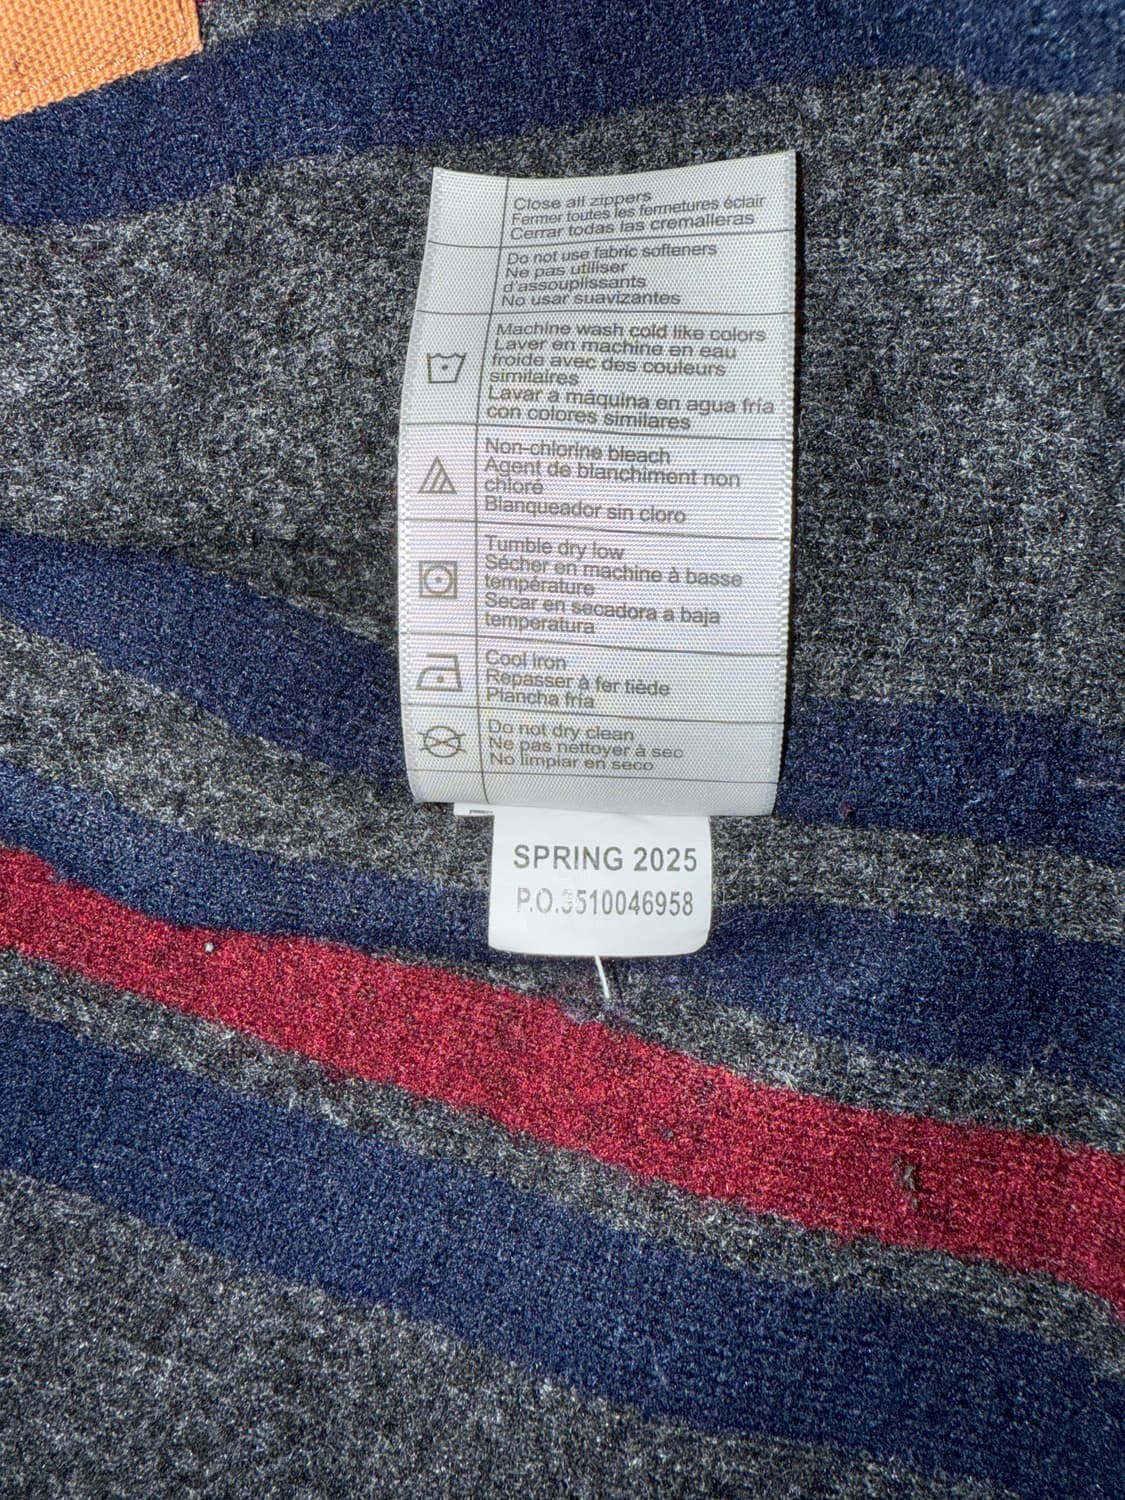 Close all zippers
Fermer toutes les fermetures éclair
Cerrar todas las cremalleras
Do not use fabric softeners
Ne pas utiliser
d'assouplissants
No usar suavizantes
Machine wash cold like colors
Laver en machine en eau
froide avec des couleurs
similaires
Lavar a máquina en agua fría
con colores similares
Non-chlorine bleach
Agent de blanchiment non
chloré
Blanqueador sin cloro
Tumble dry low
Sécher en machine à basse
température
Secar en secadora a baja
temperatura
Cool iron
Repasser à fer tiède
Plancha fría
Do not dry clean
Ne pas nettoyer à sec
No limpiar en seco
SPRING 2025
P.O.5510046958